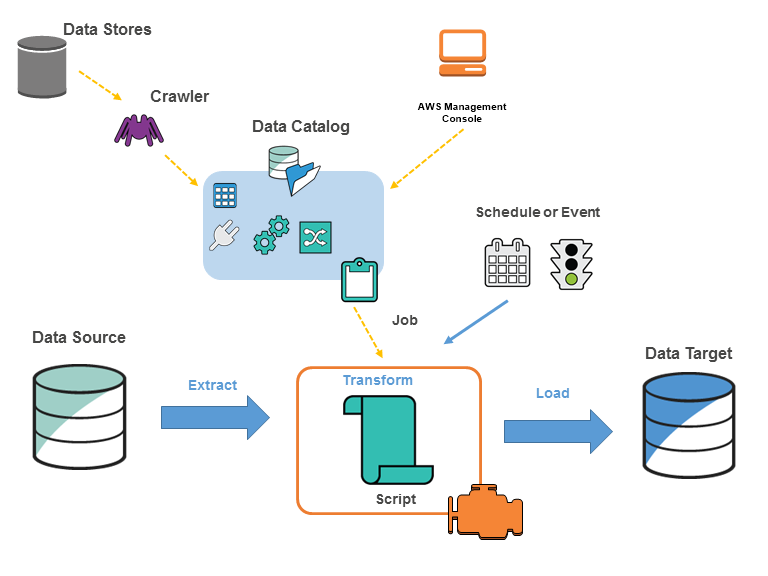 Data Stores
Crawler
AWS Management
Console
Data Catalog
Schedule or Event
Job
Data Source
Data Target
Extract
Transform
Load
Script